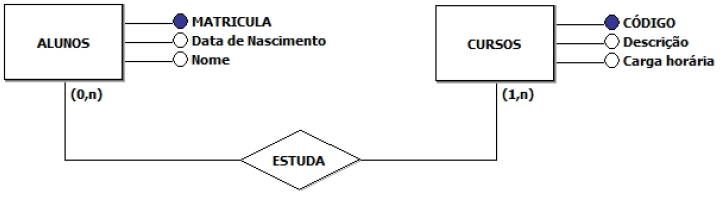 ALUNOS
MATRICULA
Data de Nascimento
Nome
(0,n)
CURSOS
CÓDIGO
Descrição
Carga horária
(1,n)
ESTUDA